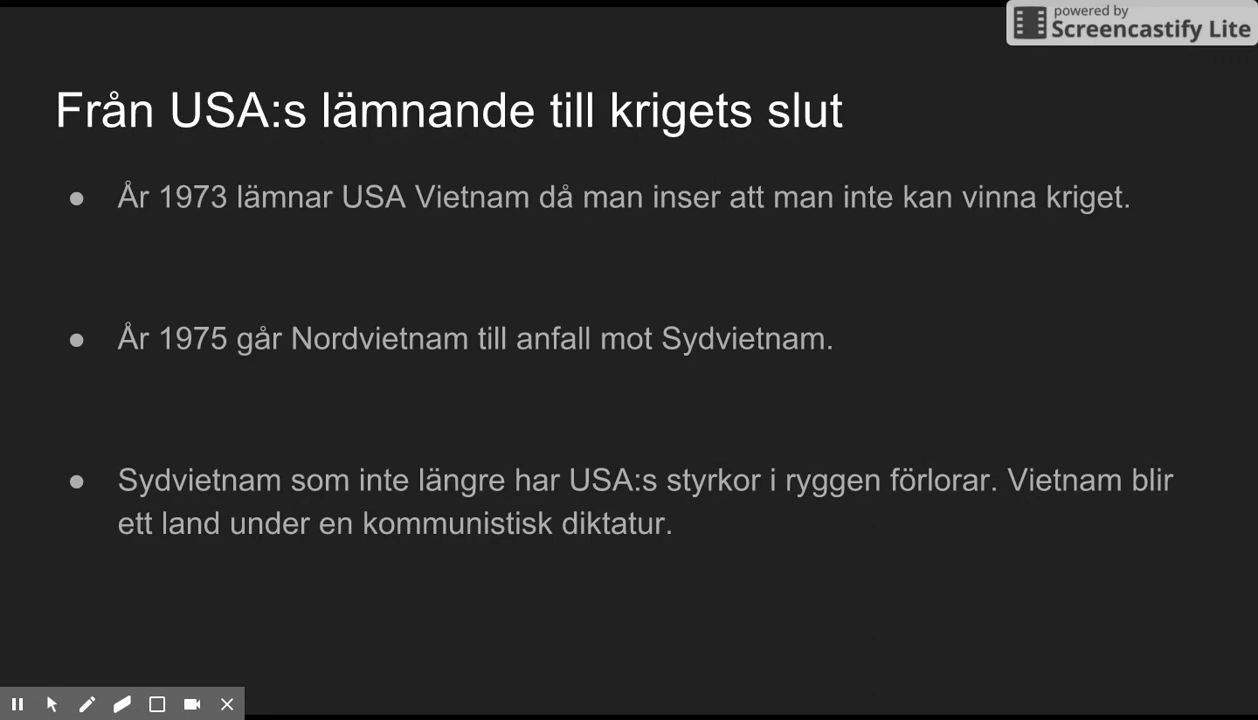 powered by
Screencastify Lite
Från USA:s lämnande till krigets slut
● År 1973 lämnar USA Vietnam då man inser att man inte kan vinna kriget.
● År 1975 går Nordvietnam till anfall mot Sydvietnam.
● Sydvietnam som inte längre har USA:s styrkor i ryggen förlorar. Vietnam blir
ett land under en kommunistisk diktatur.